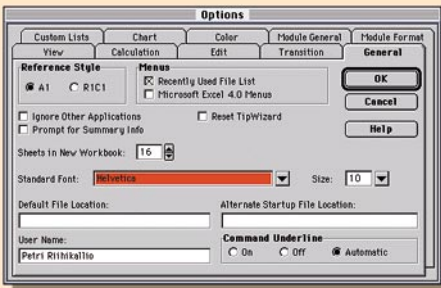 Options
Custom Lists Chart Color Module General Module Format
View Calculation Edit Transition General
Reference Style
A1 R1C1
Menus
Recently Used File List
Microsoft Excel 4.0 Menus
OK
Cancel
Help
Ignore Other Applications
Reset TipWizard
Prompt for Summary Info
Sheets in New Workbook: 16
Standard Font: Helvetica Size: 10
Default File Location:
Alternate Startup File Location:
User Name:
Petri Riihikallio
Command Underline
On Off Automatic